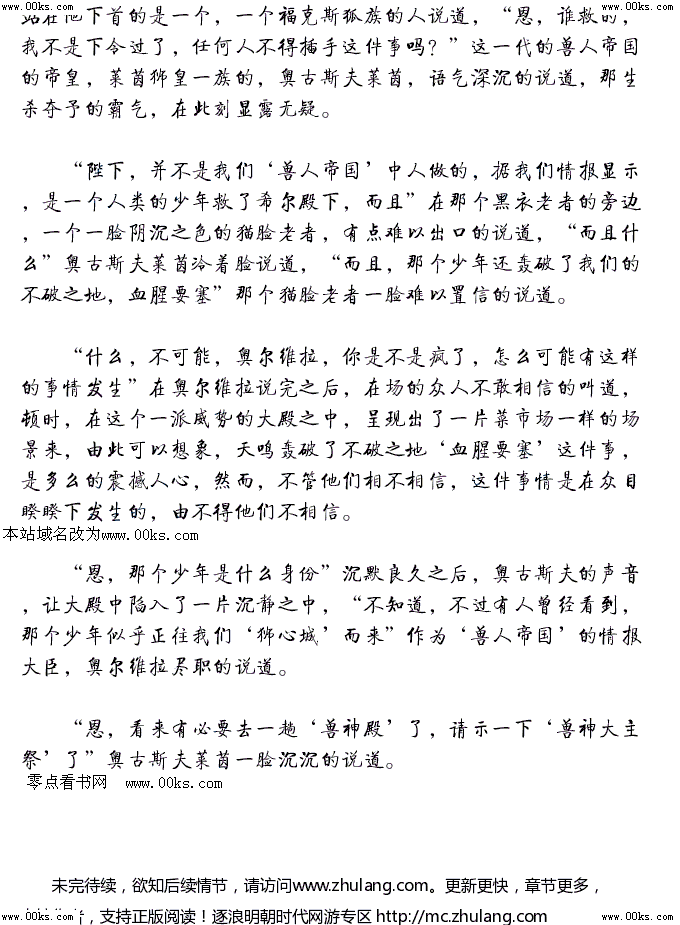 www.00ks.com www.00ks.com
站在他下首的是一个，一个福克斯狐族的人说道，“恩，谁救的，
我不是下令过了，任何人不得插手这件事吗？”这一代的兽人帝国
的帝皇，莱茵狮皇一族的，奥古斯夫莱茵，语气深沉的说道，那生
杀夺予的霸气，在此刻显露无疑。
“陛下，并不是我们‘兽人帝国’中人做的，据我们情报显示
，是一个人类的少年救了希尔殿下，而且”在那个黑衣老者的旁边
，一个一脸阴沉之色的猫脸老者，有点难以出口的说道，“而且什
么”奥古斯夫莱茵冷着脸说道，“而且，那个少年还轰破了我们的
不破之地，血腥要塞”那个猫脸老者一脸难以置信的说道。
“什么，不可能，奥尔维拉，你是不是疯了，怎么可能有这样
的事情发生”在奥尔维拉说完之后，在场的众人不敢相信的叫道，
顿时，在这个一派威势的大殿之中，呈现出了一片菜市场一样的场
景来，由此可以想象，天鸣轰破了不破之地‘血腥要塞’这件事，
是多么的震撼人心，然而，不管他们相不相信，这件事情是在众目
睽睽下发生的，由不得他们不相信。
本站域名改为www.00ks.com
“恩，那个少年是什么身份”沉默良久之后，奥古斯夫的声音
，让大殿中陷入了一片沉静之中，“不知道，不过有人曾经看到，
那个少年似乎正往我们‘狮心城’而来”作为‘兽人帝国’的情报
大臣，奥尔维拉尽职的说道。
“恩，看来有必要去一趟‘兽神殿’了，请示一下‘兽神大主
祭’了”奥古斯夫莱茵一脸沉沉的说道。
零点看书网 www.00ks.com
未完待续，欲知后续情节，请访问www.zhulang.com。更新更快，章节更多，
，支持正版阅读！逐浪明朝时代网游专区 http://mc.zhulang.com
www.00ks.com www.00ks.com